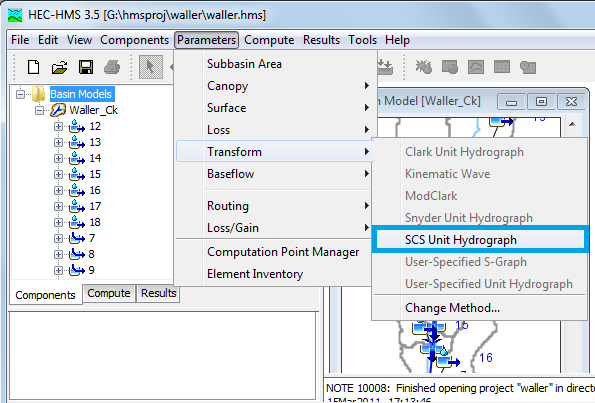 HEC-HMS 3.5 [G:\hmsproj\waller\waller.hms]
File Edit View Components Parameters Compute Results Tools Help
Subbasin Area
Canopy
Surface
Loss
Transform
Baseflow
Routing
Loss/Gain
Computation Point Manager
Element Inventory
Basin Models
Waller_Ck
12
13
14
15
16
17
18
7
8
9
Components Compute Results
n Model [Waller_Ck]
15
Clark Unit Hydrograph
Kinematic Wave
ModClark
Snyder Unit Hydrograph
SCS Unit Hydrograph
User-Specified S-Graph
User-Specified Unit Hydrograph
Change Method...
15
16
NOTE 10008: Finished opening project "waller" in direct
15Mar2011, 17:13:46